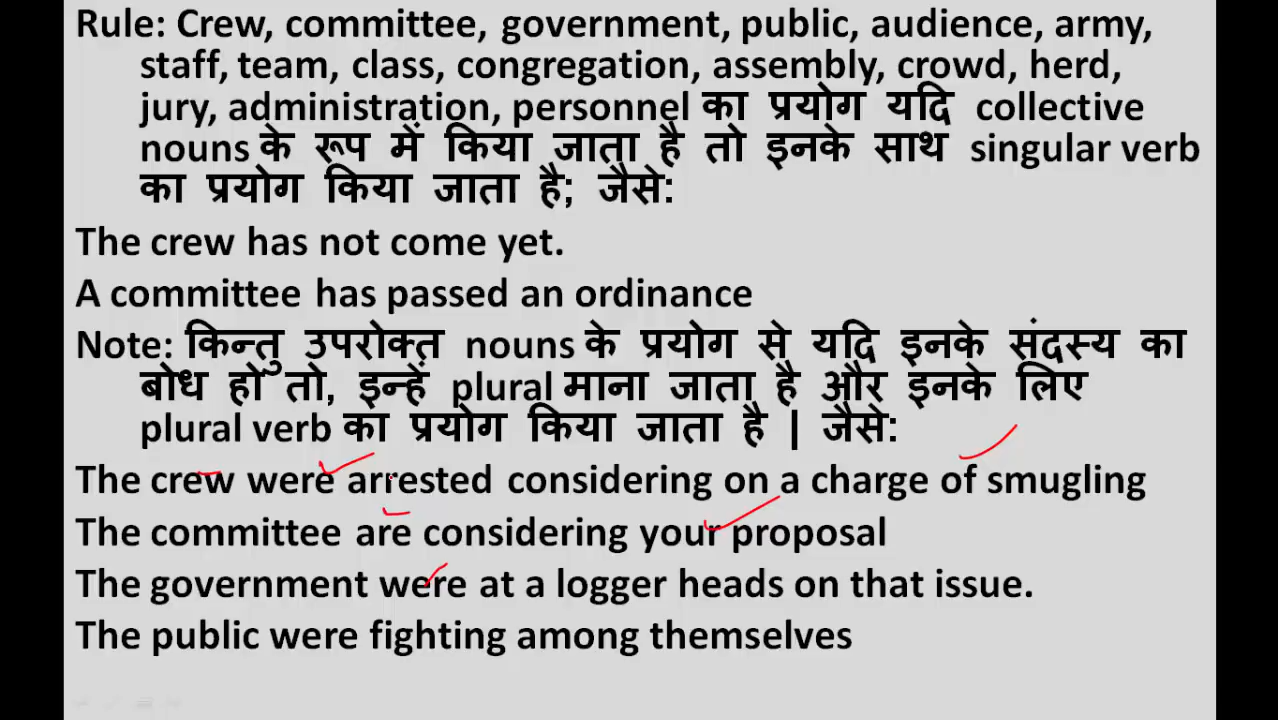 Rule: Crew, committee, government, public, audience, army,
staff, team, class, congregation, assembly, crowd, herd,
jury, administration, personnel का प्रयोग यदि collective
nouns के रूप में किया जाता है तो इनके साथ singular verb
का प्रयोग किया जाता है; जैसे:
The crew has not come yet.
A committee has passed an ordinance
Note: किन्तु उपरोक्त nouns के प्रयोग से यदि इनके संदस्य का
बोध हो तो, इन्हें plural माना जाता है और इनके लिए
plural verb का प्रयोग किया जाता है | जैसे:
The crew were arrested considering on a charge of smugling
The committee are considering your proposal
The government were at a logger heads on that issue.
The public were fighting among themselves